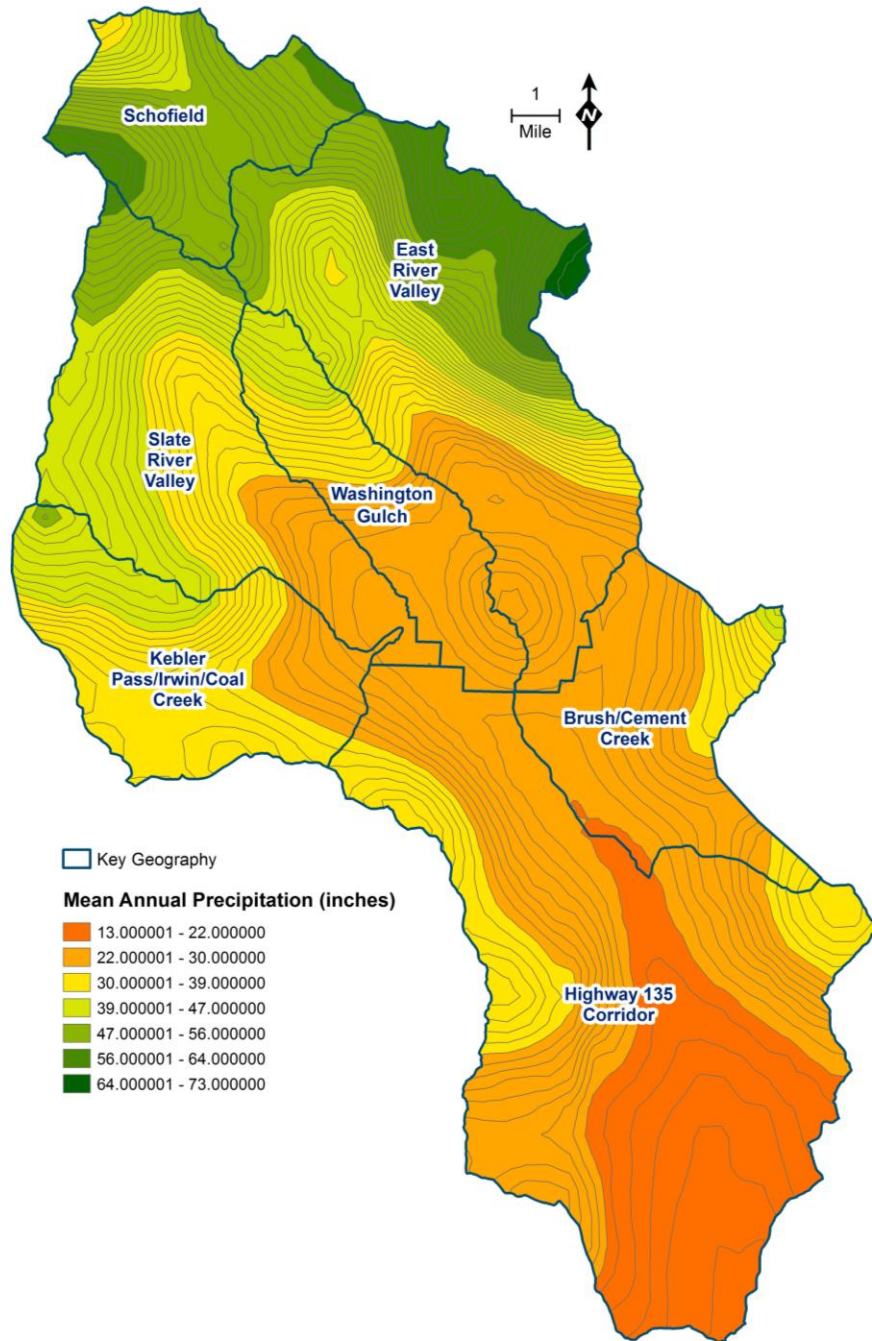 Schofield
1
Mile
N
East
River
Valley
Slate
River
Valley
Washington
Gulch
Kebler
Pass/Irwin/Coal
Creek
Brush/Cement
Creek
Key Geography
Mean Annual Precipitation (inches)
13.000001 - 22.000000
22.000001 - 30.000000
30.000001 - 39.000000
39.000001 - 47.000000
47.000001 - 56.000000
56.000001 - 64.000000
64.000001 - 73.000000
Highway 135
Corridor